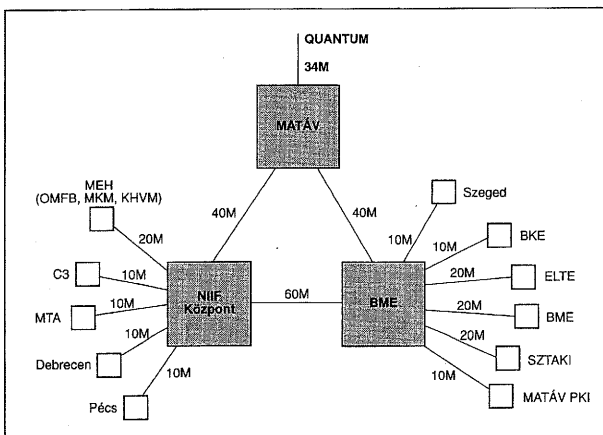 QUANTUM
34M
MATÁV
MEH
(OMFB, MKM, KHVM)
Szeged
40M
40M
20M
10M
10M
BKE
C3
10M
20M
ELTE
NIIF
Központ
60M
BME
MTA
10M
20M
BME
10M
20M
SZTAKI
Debrecen
10M
10M
MATÁV PKI
Pécs